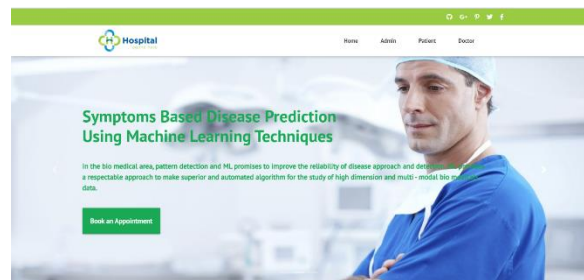 Hospital
Home Admin Patient Doctor
Symptoms Based Disease Prediction
Using Machine Learning Techniques
In the bio medical area, pattern detection and ML promises to improve the reliability of disease approach and
a respectable approach to make superior and automated algorithm for the study of high dimension and multi - modal bio
data.
Book an Appointment